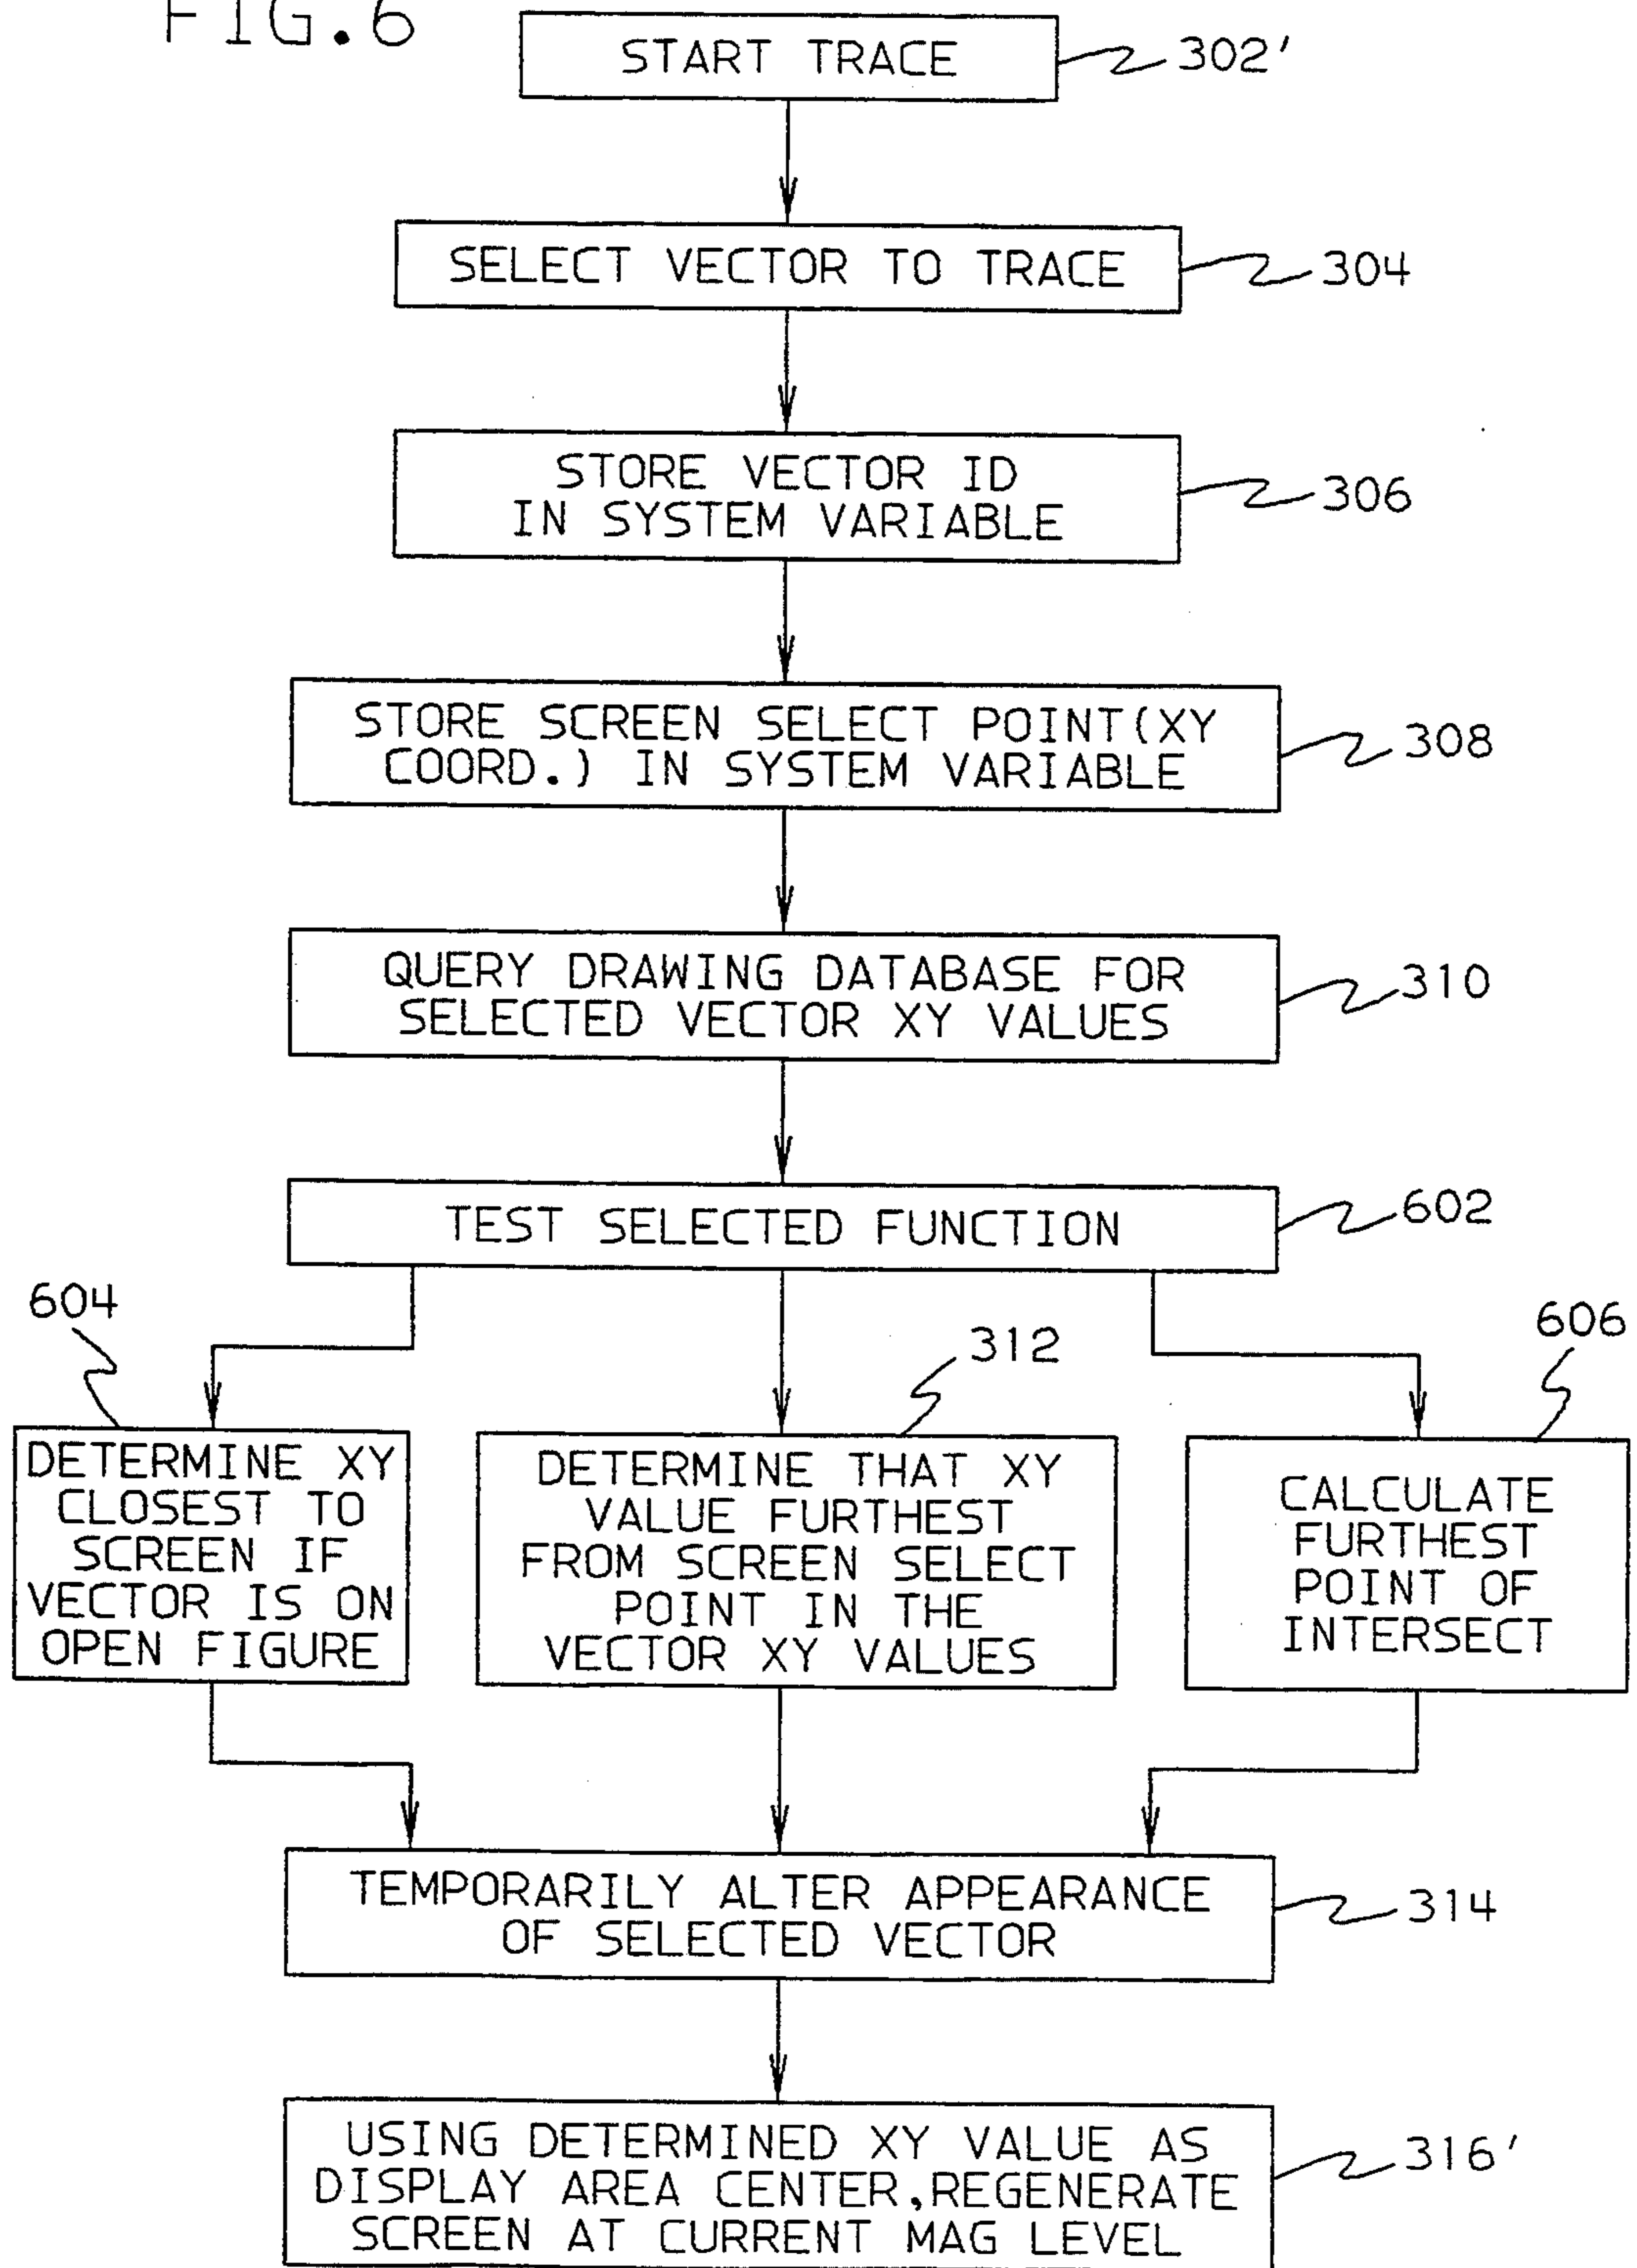 FIG.6
START TRACE
302'
SELECT VECTOR TO TRACE
304
STORE VECTOR ID
IN SYSTEM VARIABLE
306
STORE SCREEN SELECT POINT(XY
COORD.) IN SYSTEM VARIABLE
308
QUERY DRAWING DATABASE FOR
SELECTED VECTOR XY VALUES
310
TEST SELECTED FUNCTION
602
604
312
606
DETERMINE XY
CLOSEST TO
SCREEN IF
VECTOR IS ON
OPEN FIGURE
DETERMINE THAT XY
VALUE FURTHEST
FROM SCREEN SELECT
POINT IN THE
VECTOR XY VALUES
CALCULATE
FURTHEST
POINT OF
INTERSECT
TEMPORARILY ALTER APPEARANCE
OF SELECTED VECTOR
314
USING DETERMINED XY VALUE AS
DISPLAY AREA CENTER,REGENERATE
SCREEN AT CURRENT MAG LEVEL
316'